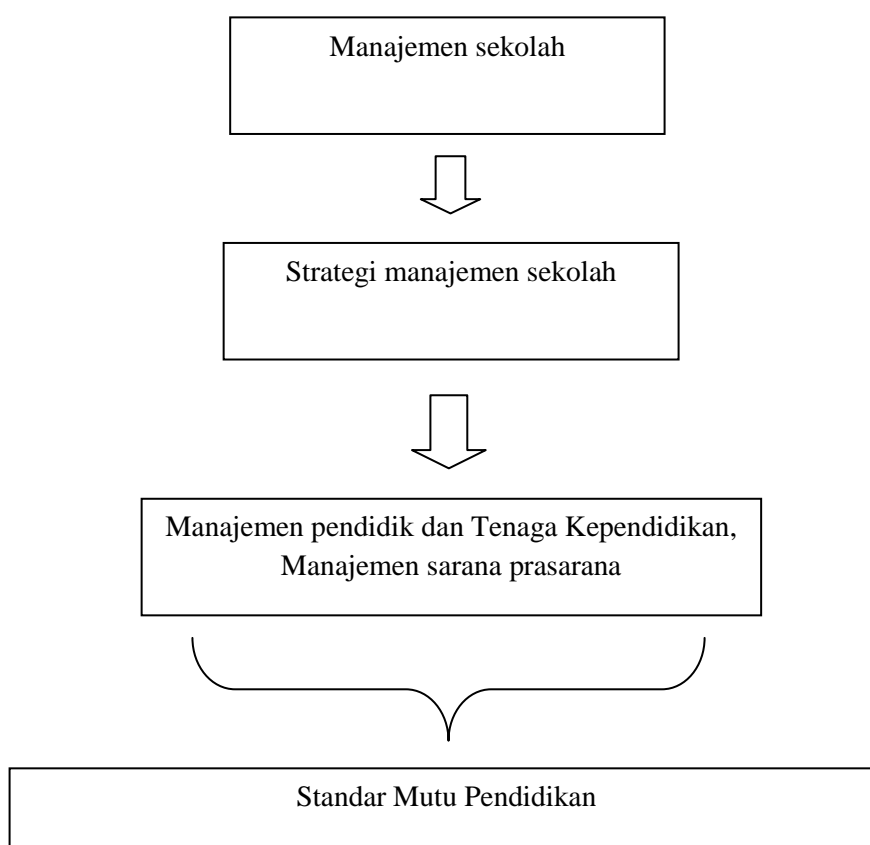 Manajemen sekolah
Strategi manajemen sekolah
Manajemen pendidik dan Tenaga Kependidikan,
Manajemen sarana prasarana
Standar Mutu Pendidikan